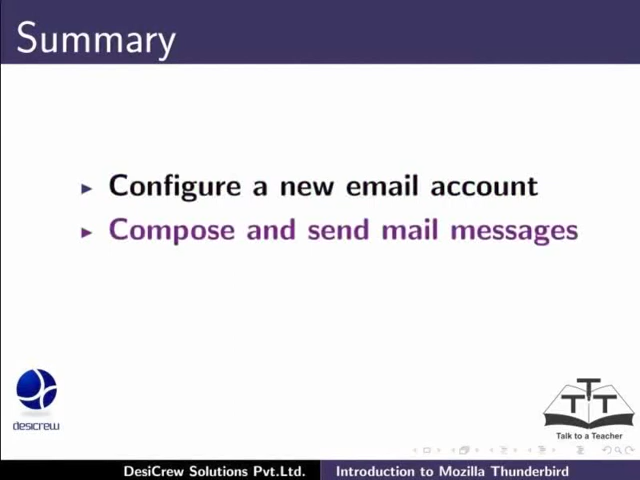 Summary
Configure a new email account
Compose and send mail messages
desicrew
T T T
Talk to a Teacher
DesiCrew Solutions Pvt.Ltd. Introduction to Mozilla Thunderbird